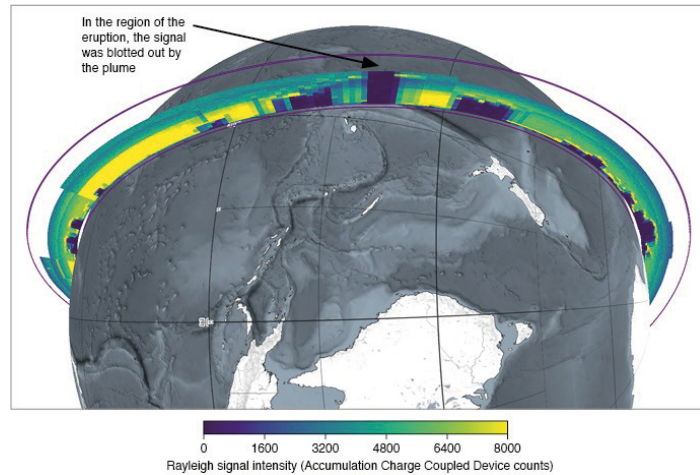 In the region of the
eruption, the signal
was blotted out by
the plume
0 1600 3200 4800 6400 8000
Rayleigh signal intensity (Accumulation Charge Coupled Device counts)